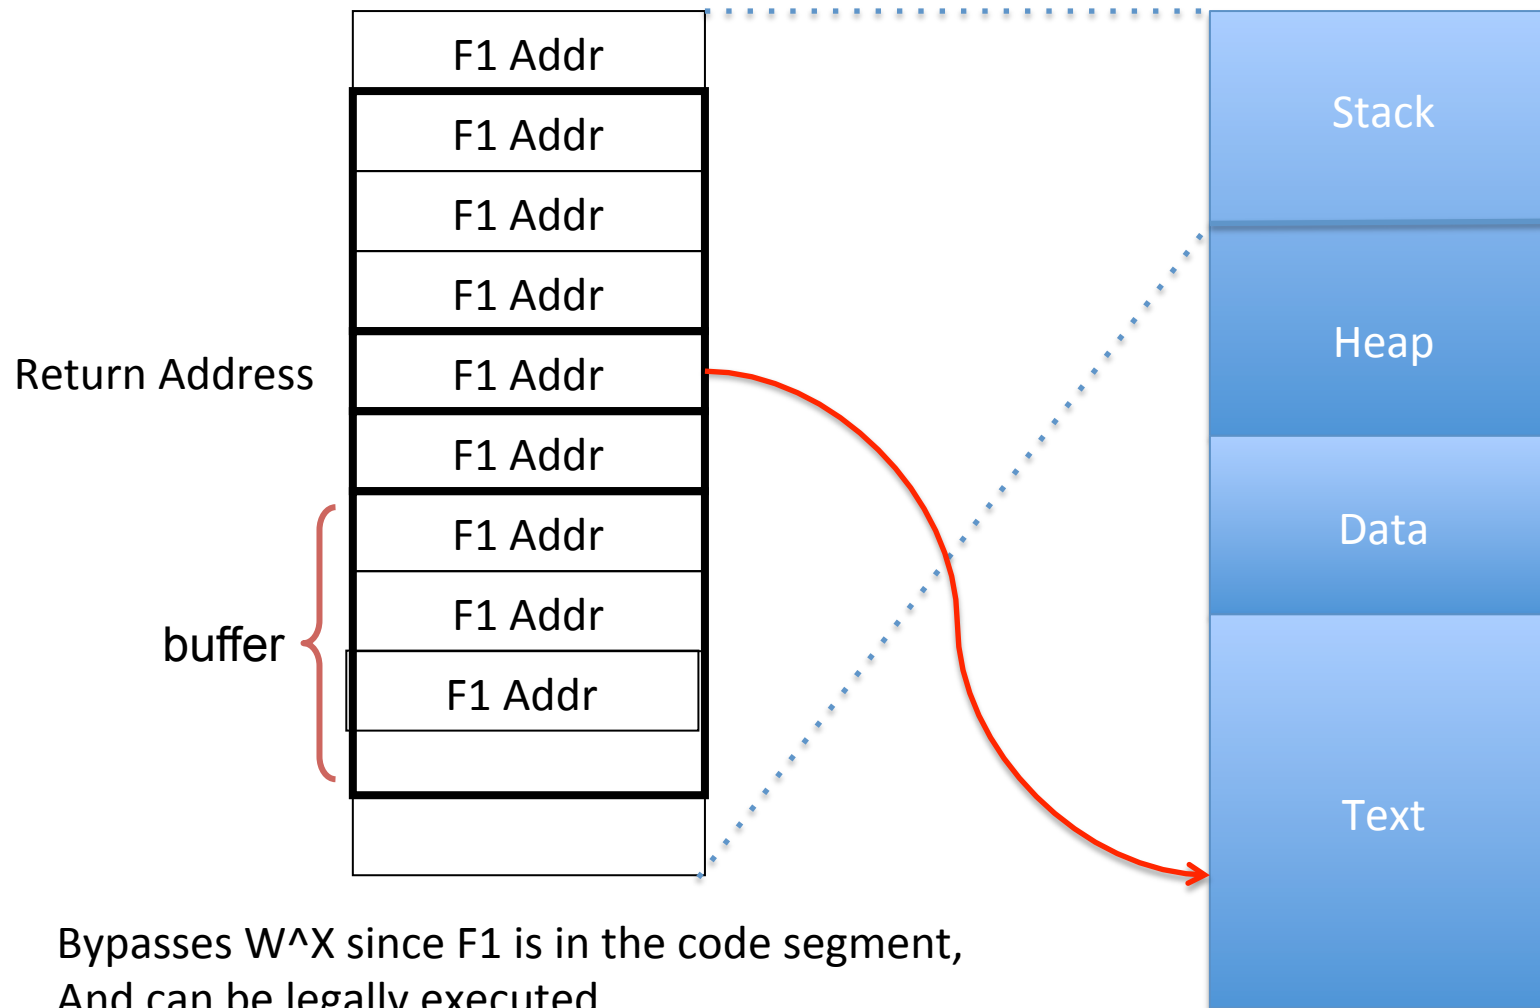 F1 Addr
F1 Addr
F1 Addr
F1 Addr
Return Address
F1 Addr
F1 Addr
F1 Addr
F1 Addr
buffer
F1 Addr
Stack
Heap
Data
Text
Bypasses W^X since F1 is in the code segment,
And can be legally executed